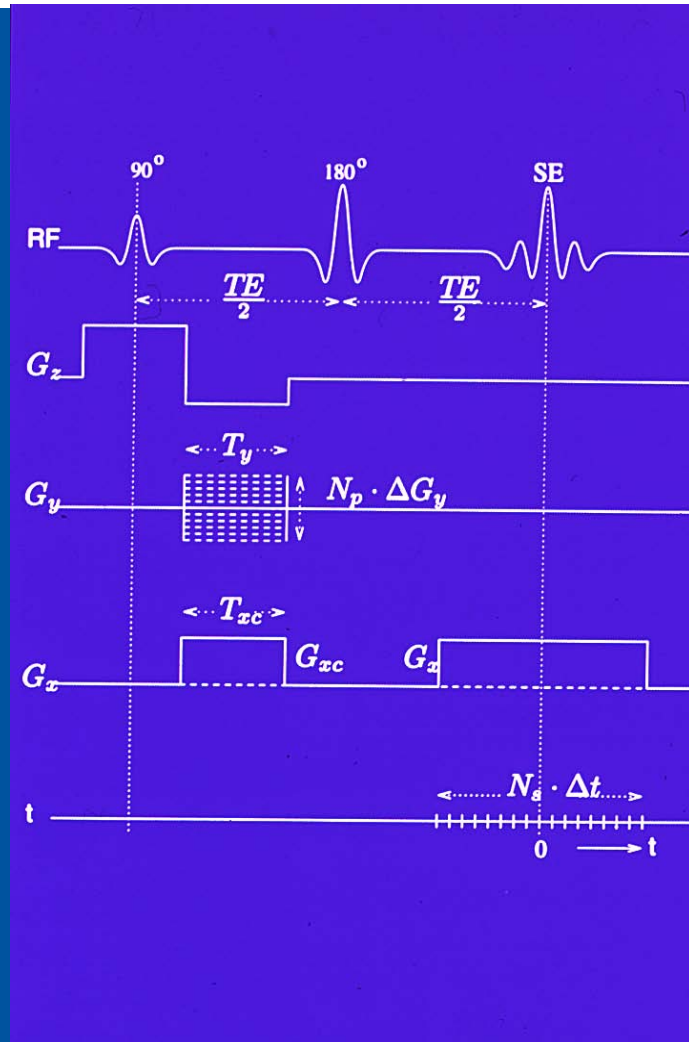 90° 180° SE
RF
TE/2 TE/2
G_z
T_y
G_y N_p · ΔG_y
T_xc
G_xc G_x
G_x
N_s · Δt
t
0 t